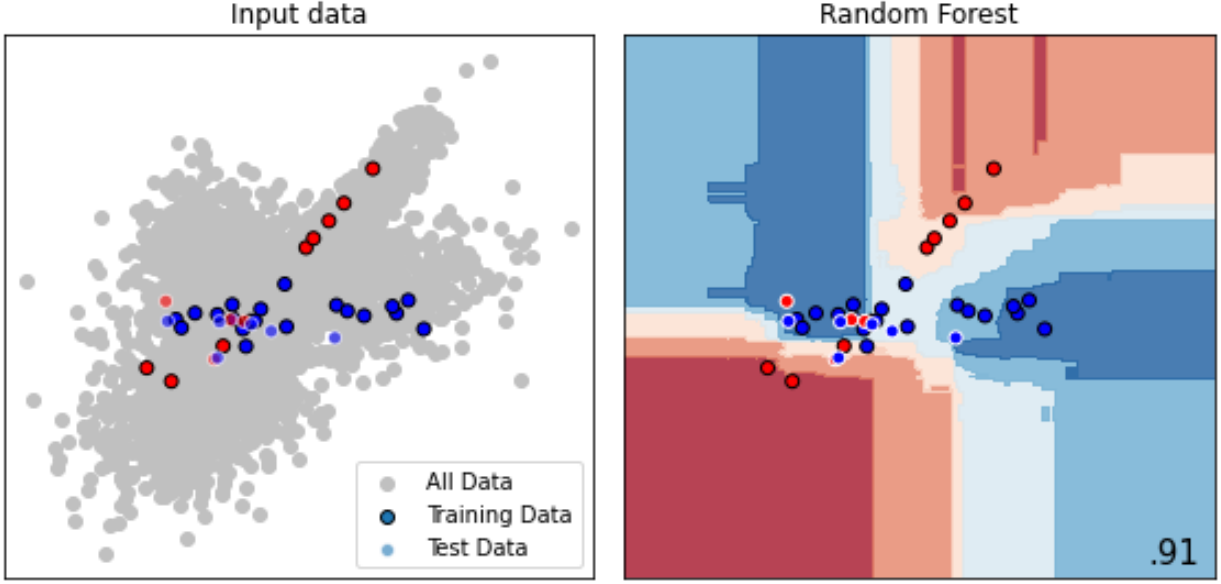 Input data
Random Forest
All Data
Training Data
Test Data
.91